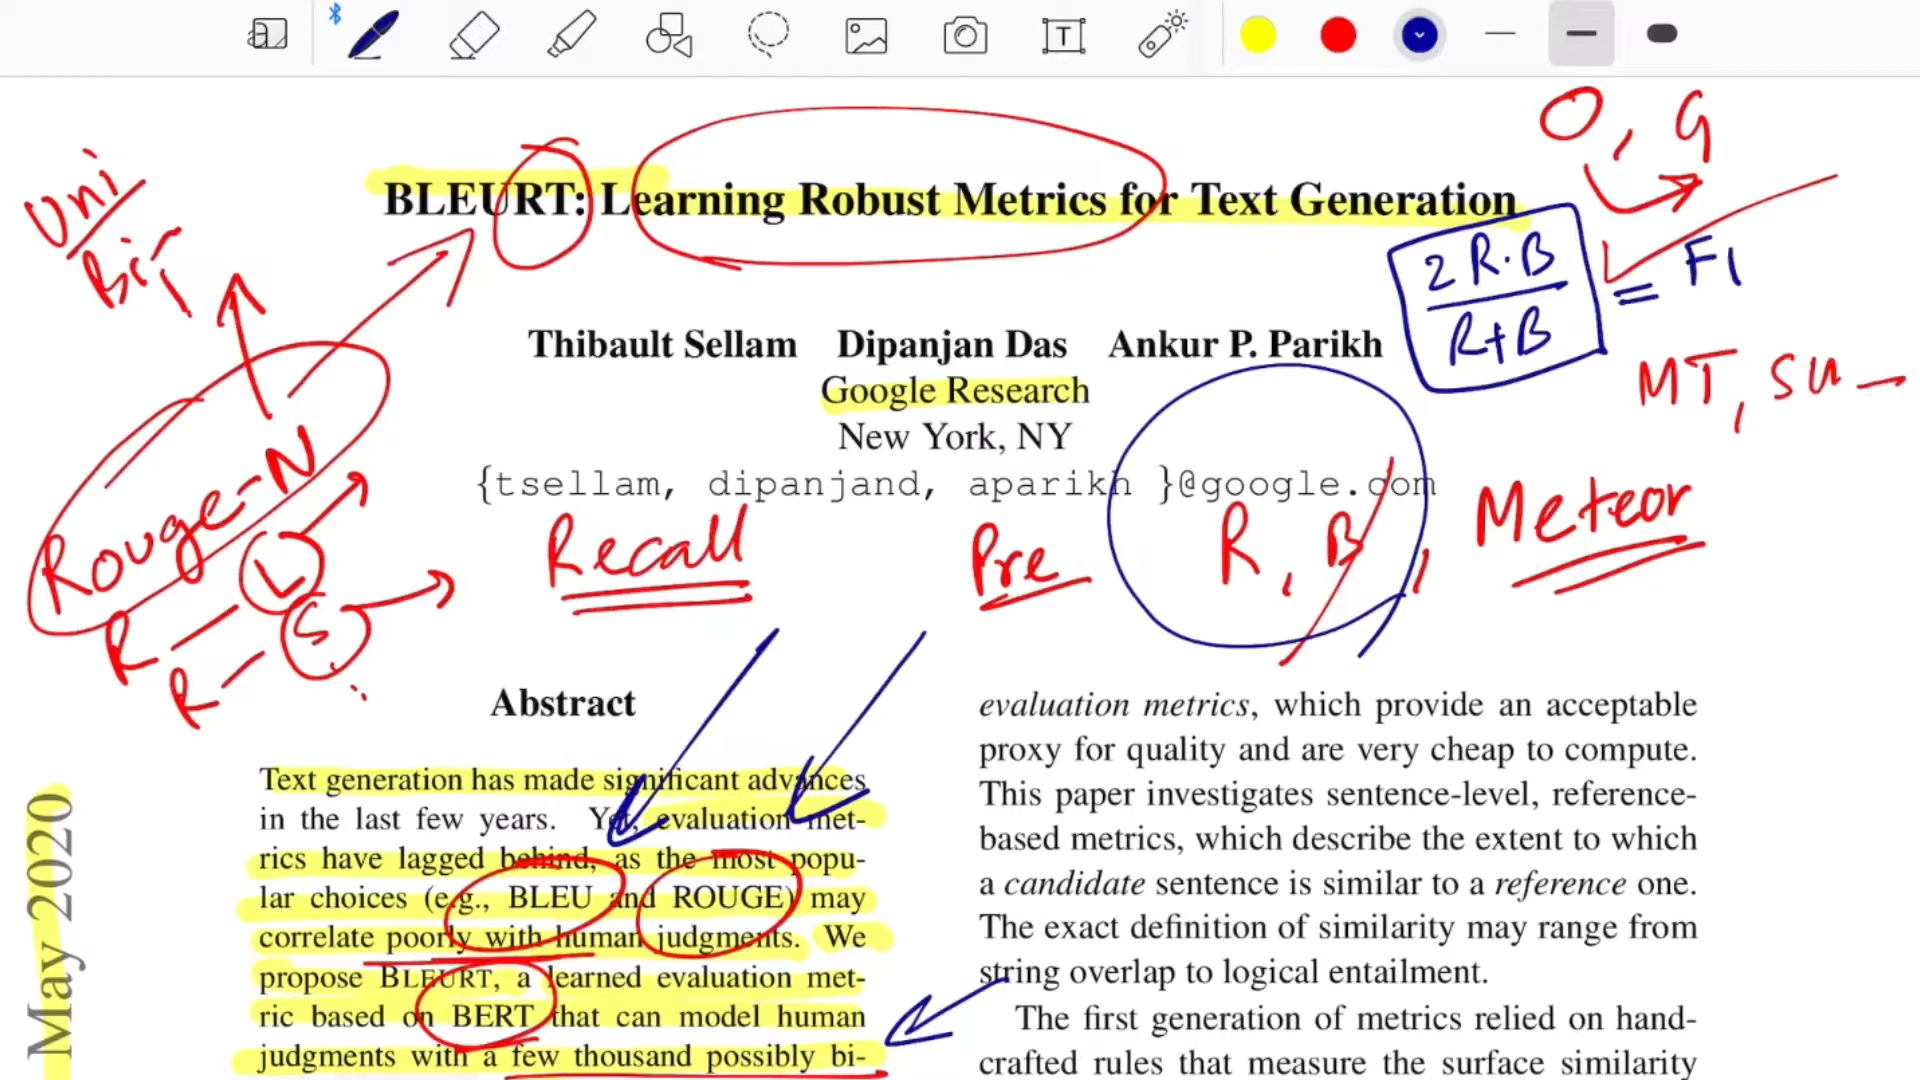 O, G
BLEURT: Learning Robust Metrics for Text Generation
Uni
Bi
2 R.B
R+B
= F1
Thibault Sellam Dipanjan Das Ankur P. Parikh
Google Research
New York, NY
MT, SU
{tsellam, dipanjand, aparikh }@google.com
Rouge-N
R - L
R - S
Recall
Pre
R, B, Meteor
Abstract
Text generation has made significant advances
in the last few years. Yet, evaluation met-
rics have lagged behind, as the most popu-
lar choices (e.g., BLEU and ROUGE) may
correlate poorly with human judgments. We
propose BLEURT, a learned evaluation met-
ric based on BERT that can model human
judgments with a few thousand possibly bi-
evaluation metrics, which provide an acceptable
proxy for quality and are very cheap to compute.
This paper investigates sentence-level, reference-
based metrics, which describe the extent to which
a candidate sentence is similar to a reference one.
The exact definition of similarity may range from
string overlap to logical entailment.
The first generation of metrics relied on hand-
crafted rules that measure the surface similarity
May 2020